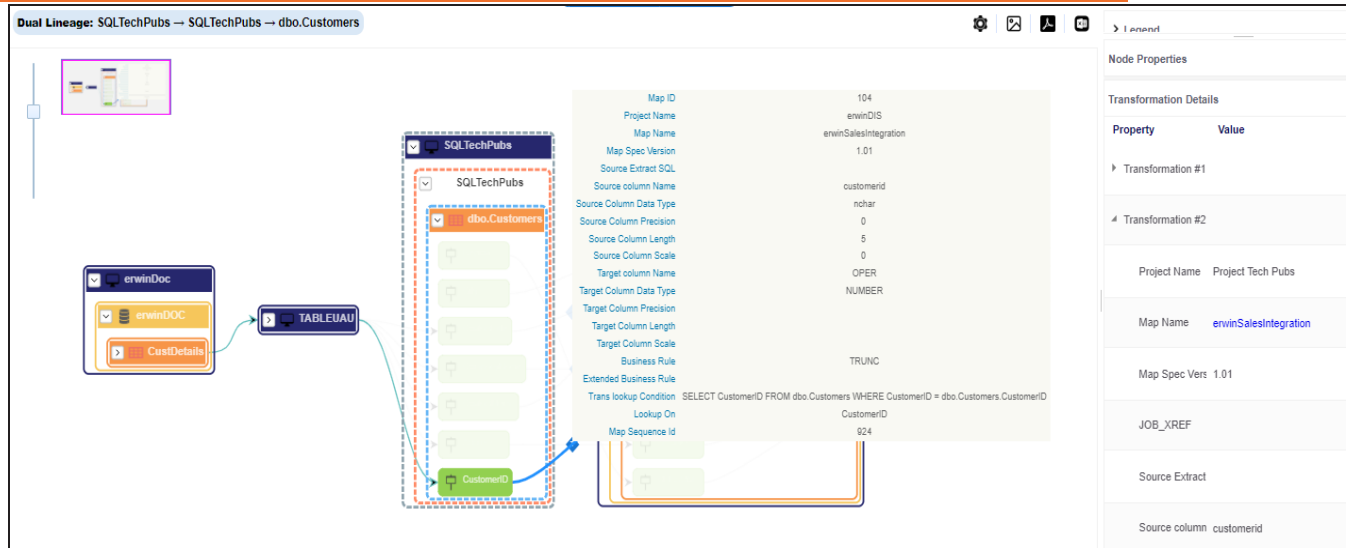 Dual Lineage: SQLTechPubs → SQLTechPubs → dbo.Customers
Legend
Node Properties
Transformation Details
Property Value
Transformation #1
Transformation #2
Project Name Project Tech Pubs
Map Name erwinSalesIntegration
Map Spec Vers 1.01
JOB_XREF
Source Extract
Source column customerid
erwinDoc
erwinDOC
CustDetails
TABLEUAU
SQLTechPubs
SQLTechPubs
dbo.Customers
CustomerID
Map ID 104
Project Name erwinDIS
Map Name erwinSalesIntegration
Map Spec Version 1.01
Source Extract SQL
Source column Name customerid
Source Column Data Type nchar
Source Column Precision 0
Source Column Length 5
Source Column Scale 0
Target column Name OPER
Target Column Data Type NUMBER
Target Column Precision
Target Column Length
Target Column Scale
Business Rule TRUNC
Extended Business Rule
Trans lookup Condition SELECT CustomerID FROM dbo.Customers WHERE CustomerID = dbo.Customers.CustomerID
Lookup On CustomerID
Map Sequence Id 924